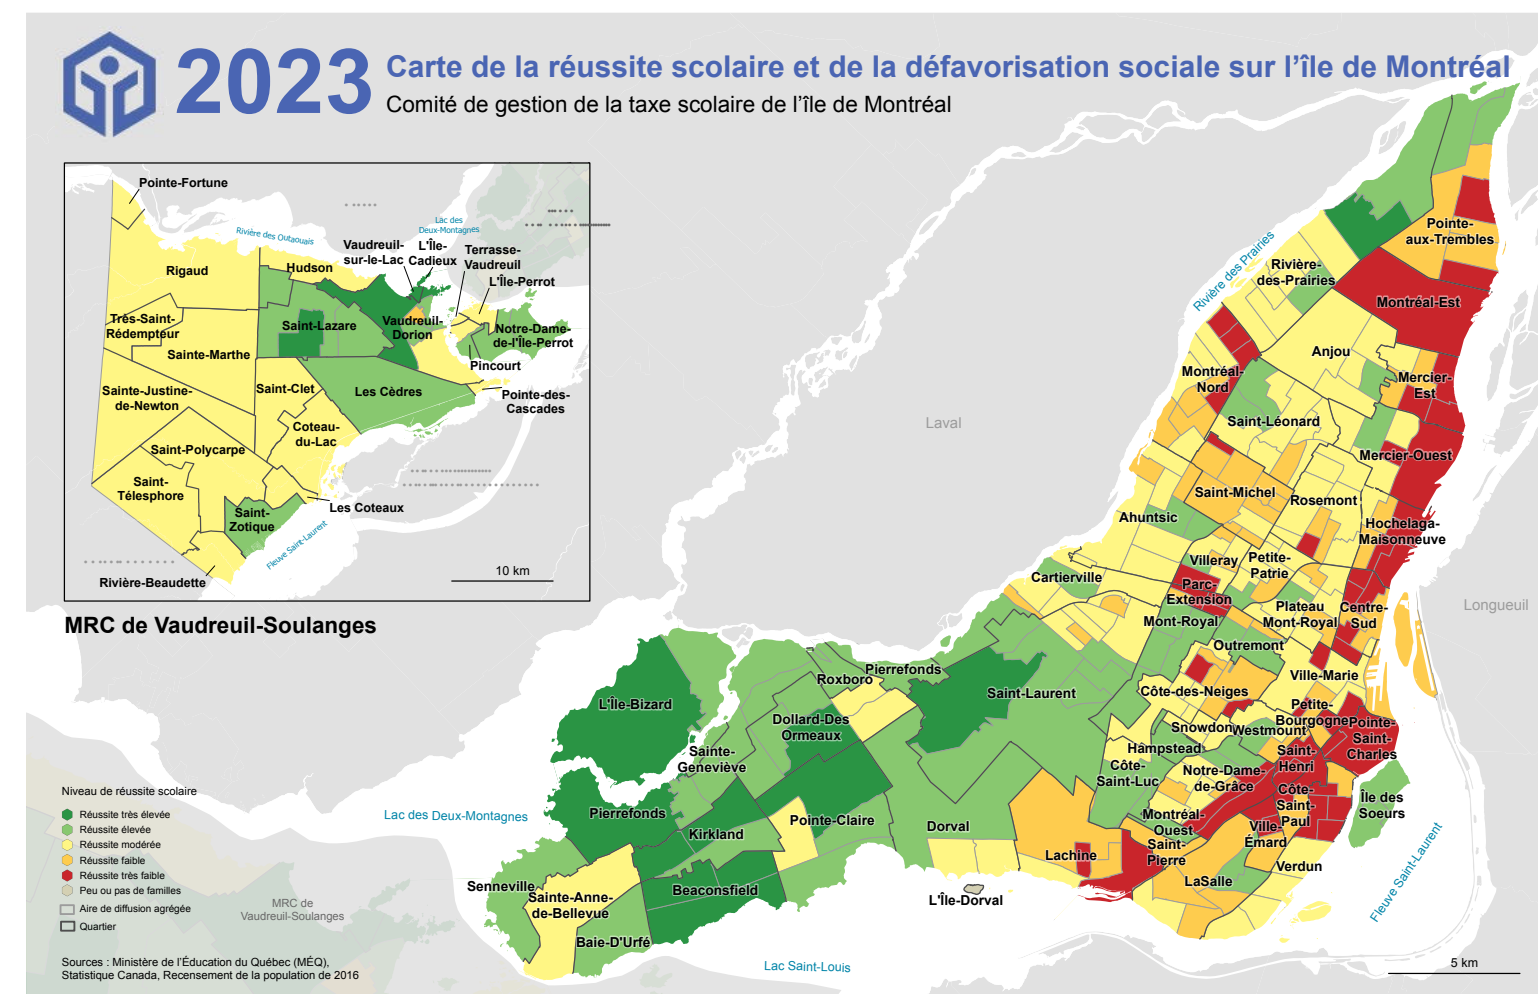 2023
Carte de la réussite scolaire et de la défavorisation sociale sur l'île de Montréal
Comité de gestion de la taxe scolaire de l'île de Montréal
Pointe-Fortune
Rivière des Outaouais
Lac des
Deux-Montagnes
Vaudreuil-
sur-le-Lac
L'Île-
Cadieux
Terrasse-
Vaudreuil
L'Île-Perrot
Rigaud
Hudson
Très-Saint-
Rédempteur
Saint-Lazare
Vaudreuil-
Dorion
Notre-Dame-
de-l'Île-Perrot
Sainte-Marthe
Pincourt
Sainte-Justine-
de-Newton
Saint-Clet
Les Cèdres
Pointe-des-
Cascades
Coteau-
du-Lac
Saint-Polycarpe
Saint-
Télesphore
Les Coteaux
Saint-
Zotique
Fleuve Saint-Laurent
Rivière-Beaudette
10 km
MRC de Vaudreuil-Soulanges
Rivière des Prairies
Pointe-
aux-Trembles
Rivière-
des-Prairies
Montréal-Est
Anjou
Montréal-
Nord
Mercier-
Est
Laval
Saint-Léonard
Mercier-Ouest
Saint-Michel
Rosemont
Ahuntsic
Hochelaga-
Maisonneuve
Villeray
Petite-
Patrie
Cartierville
Parc-
Extension
Longueuil
Plateau
Mont-Royal
Centre-
Sud
Mont-Royal
Outremont
Pierrefonds
Roxboro
Ville-Marie
Saint-Laurent
Côte-des-Neiges
L'Île-Bizard
Petite-
Bourgogne
Pointe-
Saint-
Charles
Dollard-Des
Ormeaux
Snowdon
Westmount
Sainte-
Geneviève
Hampstead
Saint-
Henri
Côte-
Saint-Luc
Notre-Dame-
de-Grâce
Côte-
Saint-
Paul
Île des
Soeurs
Lac des Deux-Montagnes
Pierrefonds
Kirkland
Pointe-Claire
Dorval
Montréal-
Ouest
Ville-
Émard
Saint-
Pierre
Lachine
Verdun
LaSalle
Senneville
Sainte-Anne-
de-Bellevue
Beaconsfield
L'Île-Dorval
Baie-D'Urfé
Fleuve Saint-Laurent
Lac Saint-Louis
5 km
Niveau de réussite scolaire
Réussite très élevée
Réussite élevée
Réussite modérée
Réussite faible
Réussite très faible
Peu ou pas de familles
Aire de diffusion agrégée
Quartier
MRC de
Vaudreuil-Soulanges
Sources : Ministère de l'Éducation du Québec (MÉQ),
Statistique Canada, Recensement de la population de 2016